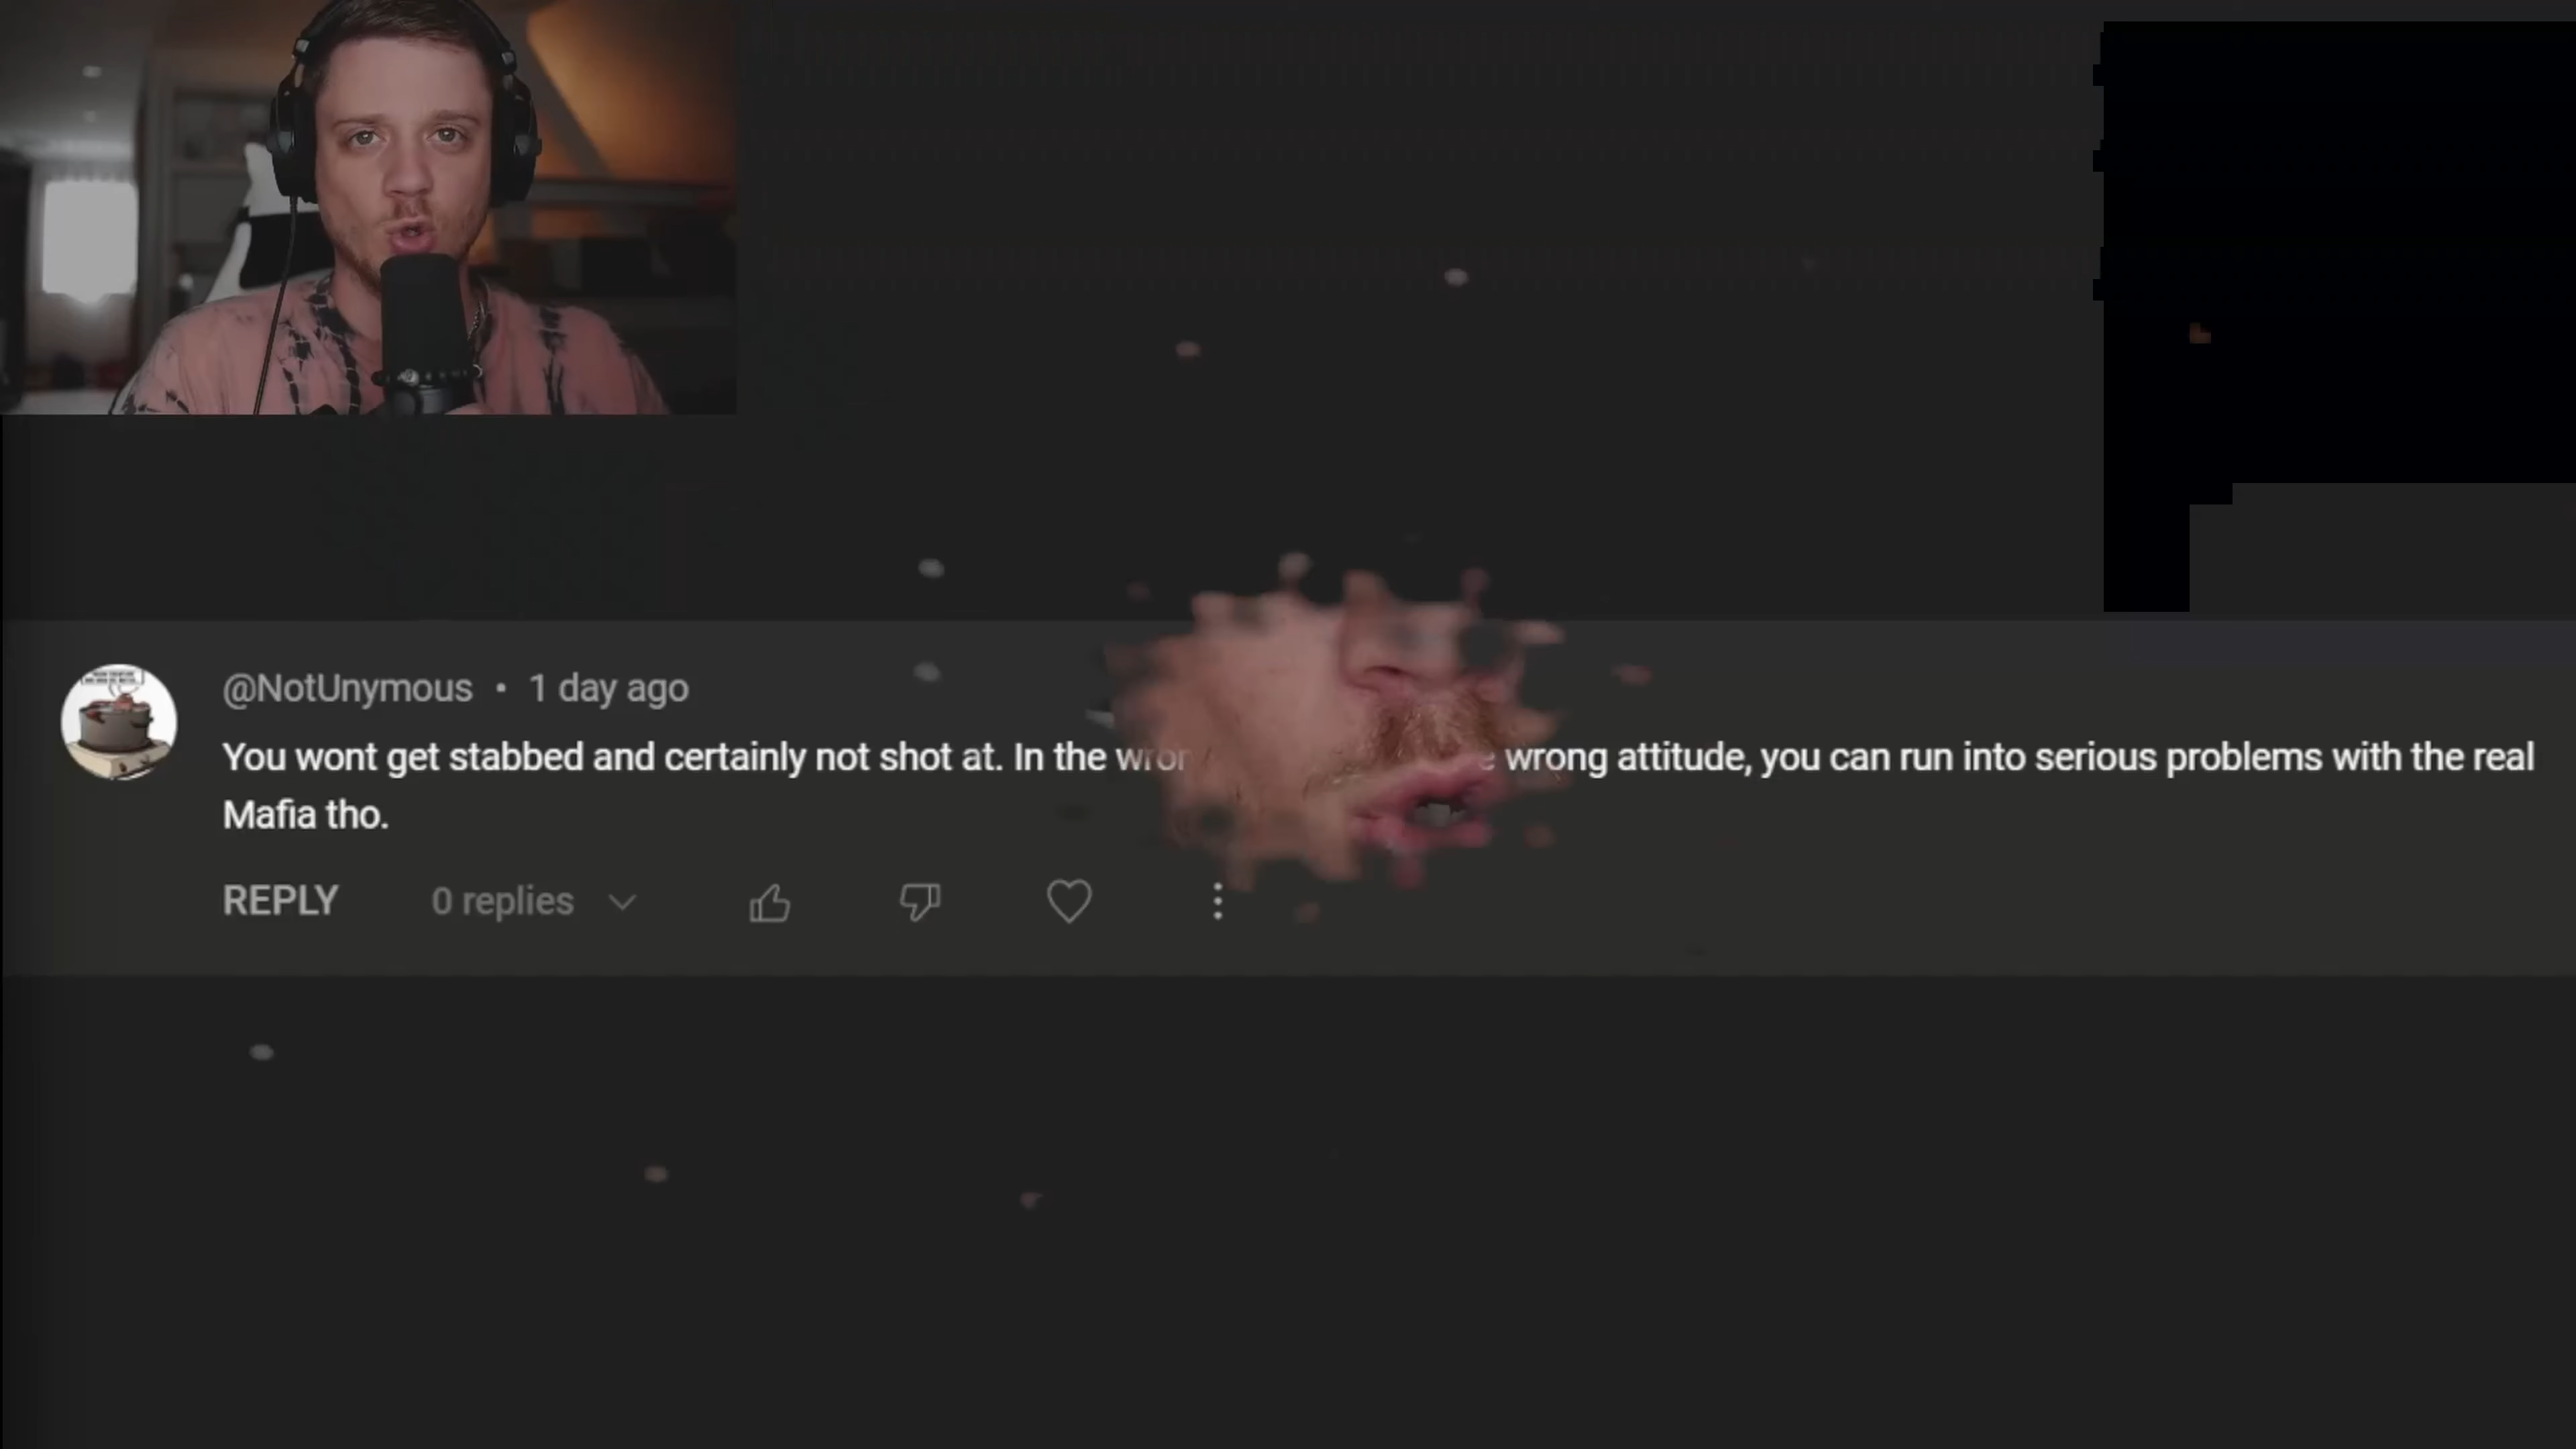 @NotUnymous • 1 day ago
You wont get stabbed and certainly not shot at. In the wrong attitude, you can run into serious problems with the real
Mafia tho.
REPLY 0 replies